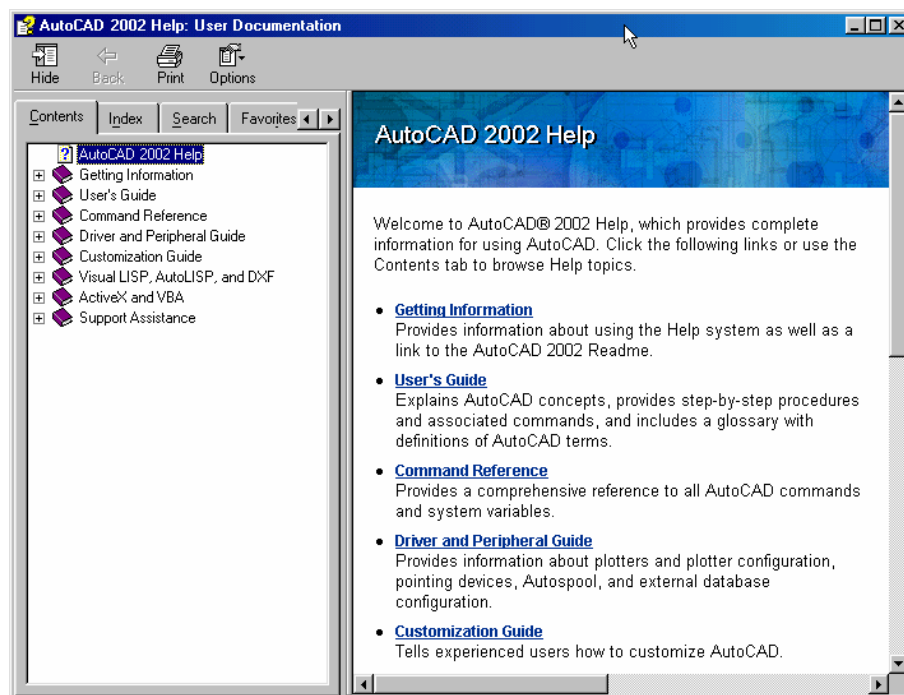 AutoCAD 2002 Help: User Documentation
Hide Back Print Options
Contents Index Search Favorites
AutoCAD 2002 Help
Getting Information
User's Guide
Command Reference
Driver and Peripheral Guide
Customization Guide
Visual LISP, AutoLISP, and DXF
ActiveX and VBA
Support Assistance
AutoCAD 2002 Help
Welcome to AutoCAD® 2002 Help, which provides complete
information for using AutoCAD. Click the following links or use the
Contents tab to browse Help topics.
• Getting Information
Provides information about using the Help system as well as a
link to the AutoCAD 2002 Readme.
• User's Guide
Explains AutoCAD concepts, provides step-by-step procedures
and associated commands, and includes a glossary with
definitions of AutoCAD terms.
• Command Reference
Provides a comprehensive reference to all AutoCAD commands
and system variables.
• Driver and Peripheral Guide
Provides information about plotters and plotter configuration,
pointing devices, Autospool, and external database
configuration.
• Customization Guide
Tells experienced users how to customize AutoCAD.